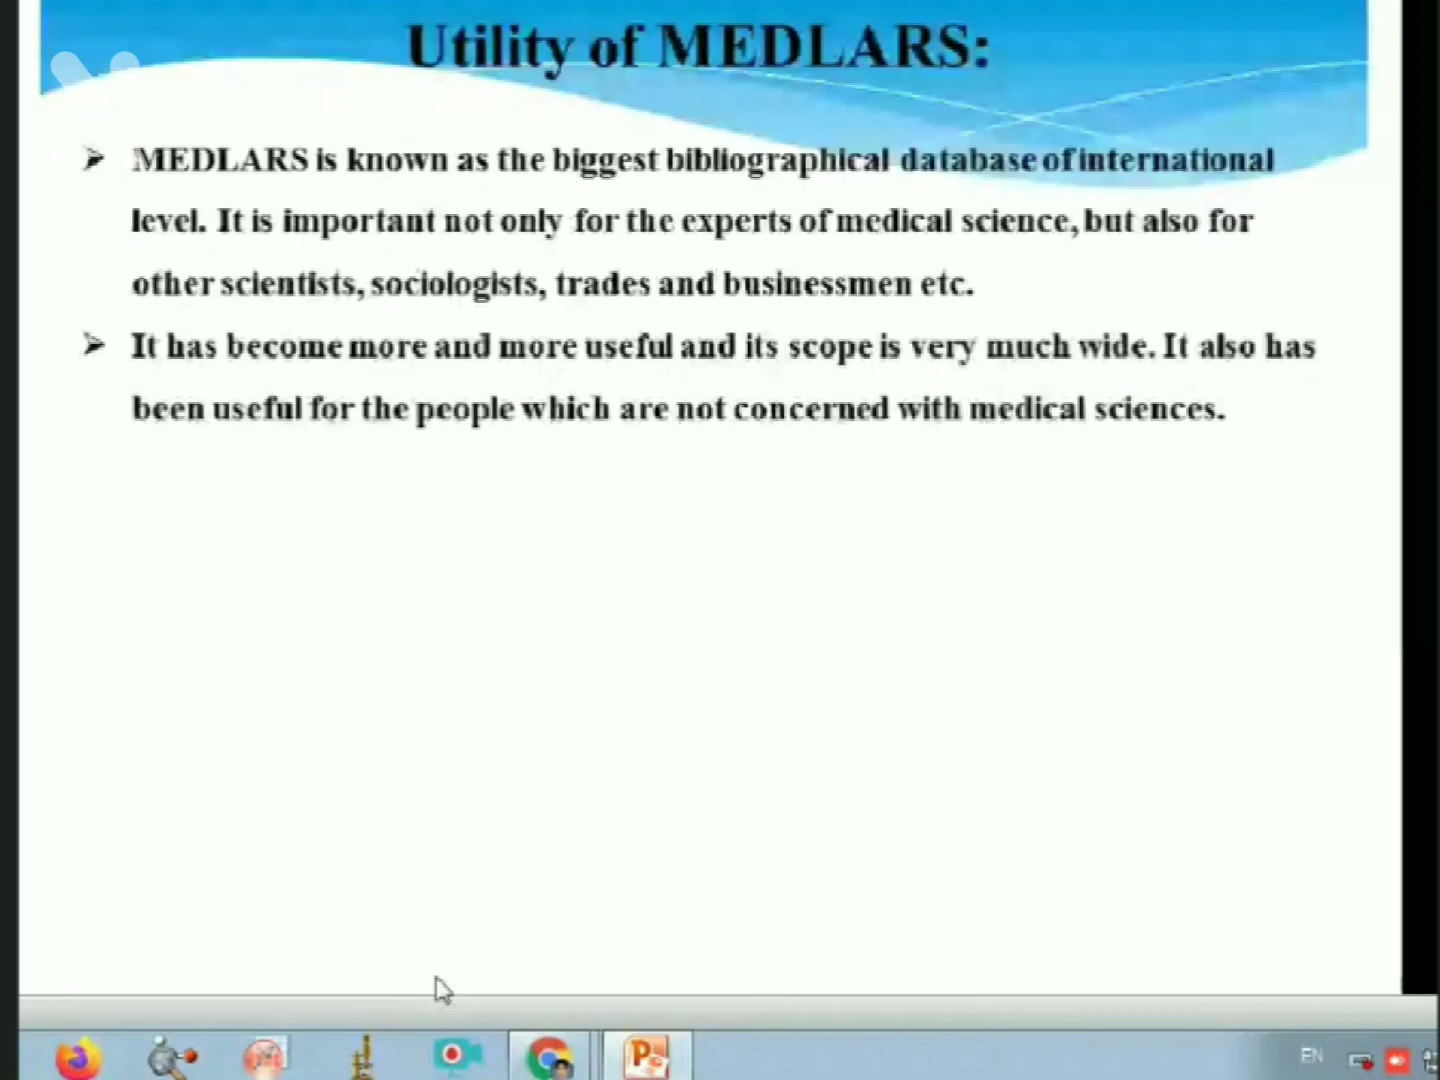 Utility of MEDLARS:
MEDLARS is known as the biggest bibliographical database of international
level. It is important not only for the experts of medical science, but also for
other scientists, sociologists, trades and businessmen etc.
It has become more and more useful and its scope is very much wide. It also has
been useful for the people which are not concerned with medical sciences.
EN